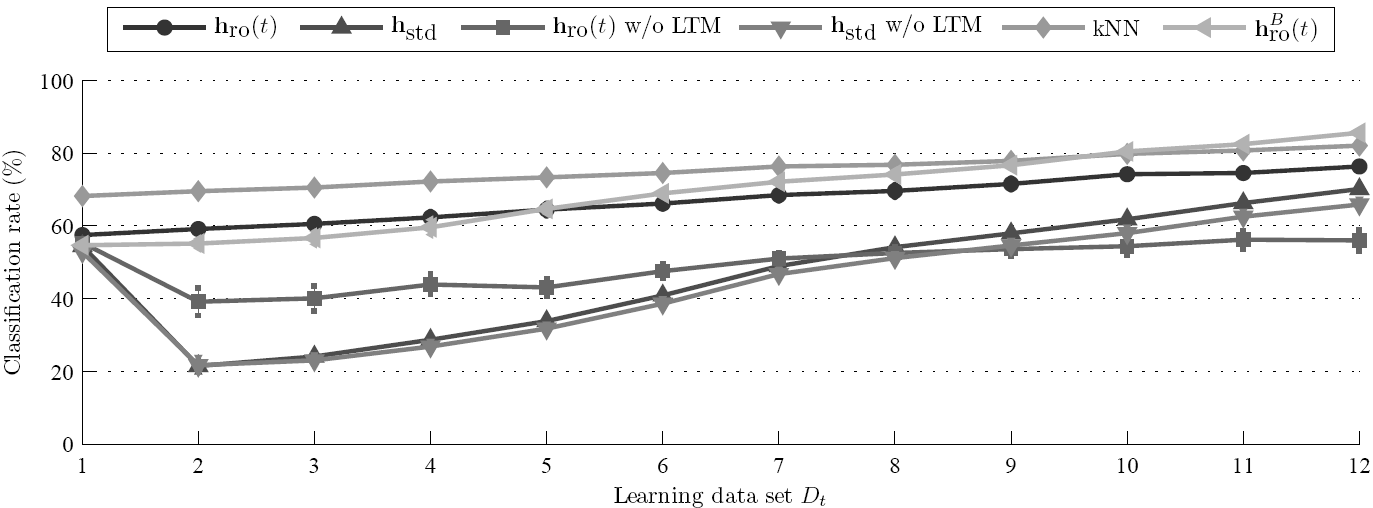 h_ro(t) h_std h_ro(t) w/o LTM h_std w/o LTM kNN h^B_ro(t)
Classification rate (%)
100
80
60
40
20
0
1 2 3 4 5 6 7 8 9 10 11 12
Learning data set D_t